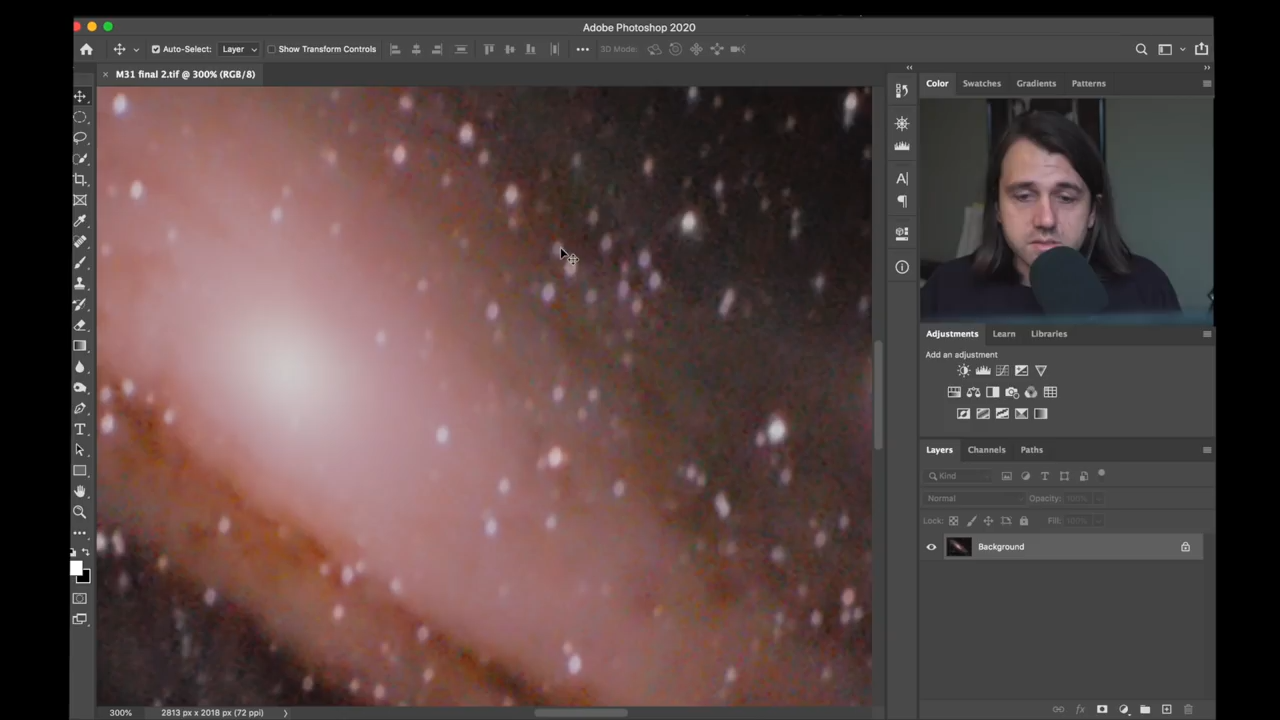 Adobe Photoshop 2020
Auto-Select: Layer Show Transform Controls 3D Mode:
M31 final 2.tif @ 300% (RGB/8)
Color Swatches Gradients Patterns
Adjustments Learn Libraries
Add an adjustment
Layers Channels Paths
Kind
Normal Opacity: 100%
Lock: Fill: 100%
Background
300% 2813 px x 2018 px (72 ppi)